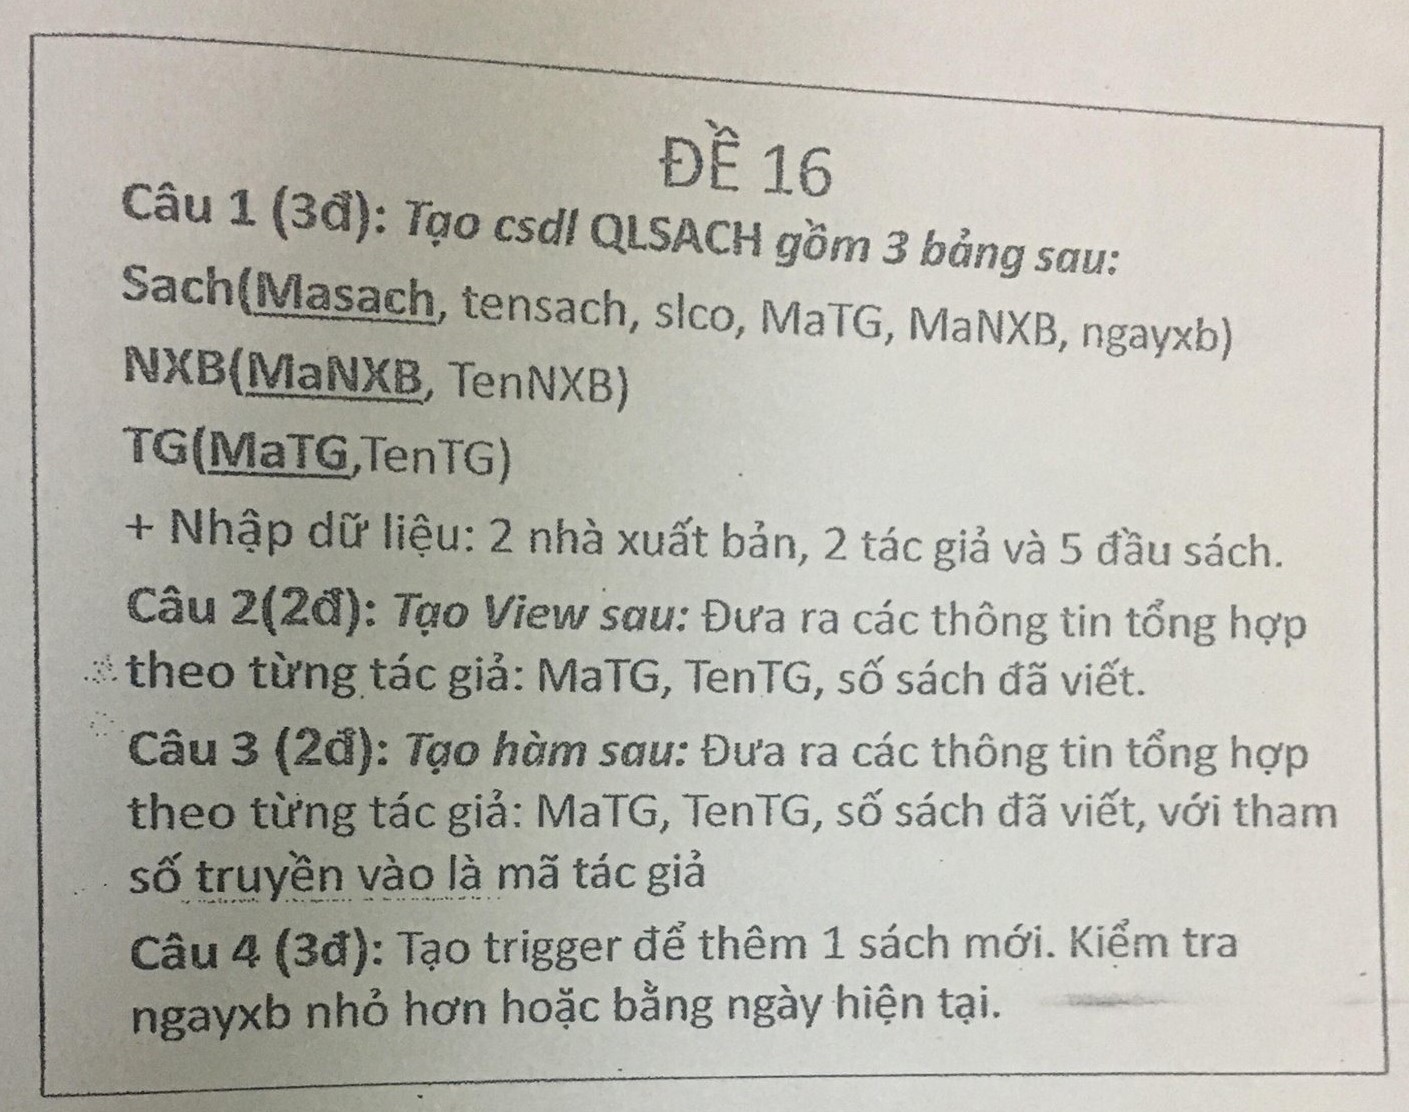 ĐỀ 16
Câu 1 (3đ): Tạo csdl QLSACH gồm 3 bảng sau:
Sach(Masach, tensach, slco, MaTG, MaNXB, ngayxb)
NXB(MaNXB, TenNXB)
TG(MaTG,TenTG)
+ Nhập dữ liệu: 2 nhà xuất bản, 2 tác giả và 5 đầu sách.
Câu 2(2đ): Tạo View sau: Đưa ra các thông tin tổng hợp
theo từng tác giả: MaTG, TenTG, số sách đã viết.
Câu 3 (2đ): Tạo hàm sau: Đưa ra các thông tin tổng hợp
theo từng tác giả: MaTG, TenTG, số sách đã viết, với tham
số truyền vào là mã tác giả
Câu 4 (3đ): Tạo trigger để thêm 1 sách mới. Kiểm tra
ngayxb nhỏ hơn hoặc bằng ngày hiện tại.